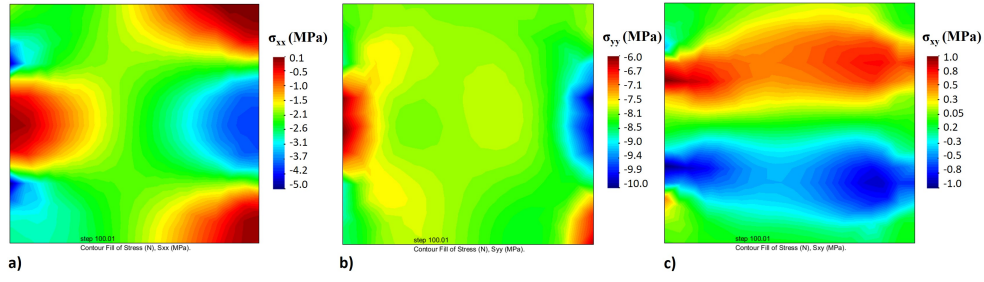 σxx (MPa)
0.1
-0.5
-1.5
-2.1
-2.6
-3.1
-3.7
-4.2
-5.0
step 100.01
Contour Fill of Stress (N), Sxx (MPa).
a)
σyy (MPa)
-6.0
-6.7
-7.1
-7.6
-8.1
-8.5
-9.0
-9.4
-9.9
-10.0
step 100.01
Contour Fill of Stress (N), Syy (MPa).
b)
σxy (MPa)
1.0
0.8
0.5
0.3
0.05
0.05
-0.3
-0.5
-0.8
-1.0
step 100.01
Contour Fill of Stress (N), Sxy (MPa).
c)